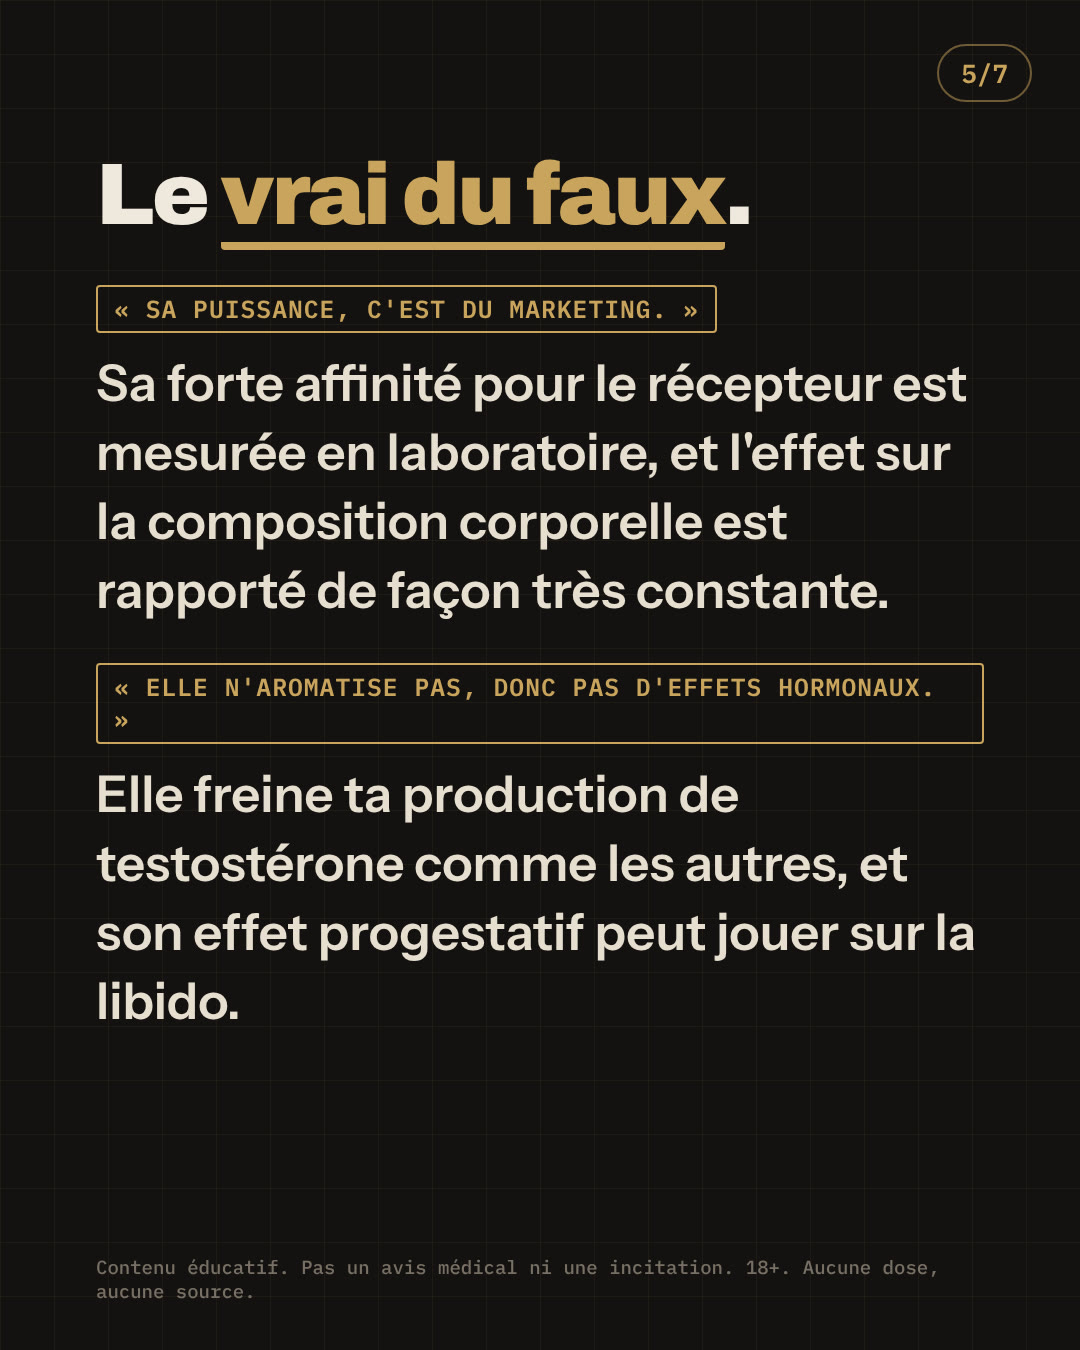 5/7
Le vrai du faux.
« SA PUISSANCE, C'EST DU MARKETING. »
Sa forte affinité pour le récepteur est
mesurée en laboratoire, et l'effet sur
la composition corporelle est
rapporté de façon très constante.
« ELLE N'AROMATISE PAS, DONC PAS D'EFFETS HORMONAUX.
»
Elle freine ta production de
testostérone comme les autres, et
son effet progestatif peut jouer sur la
libido.
Contenu éducatif. Pas un avis médical ni une incitation. 18+. Aucune dose,
aucune source.